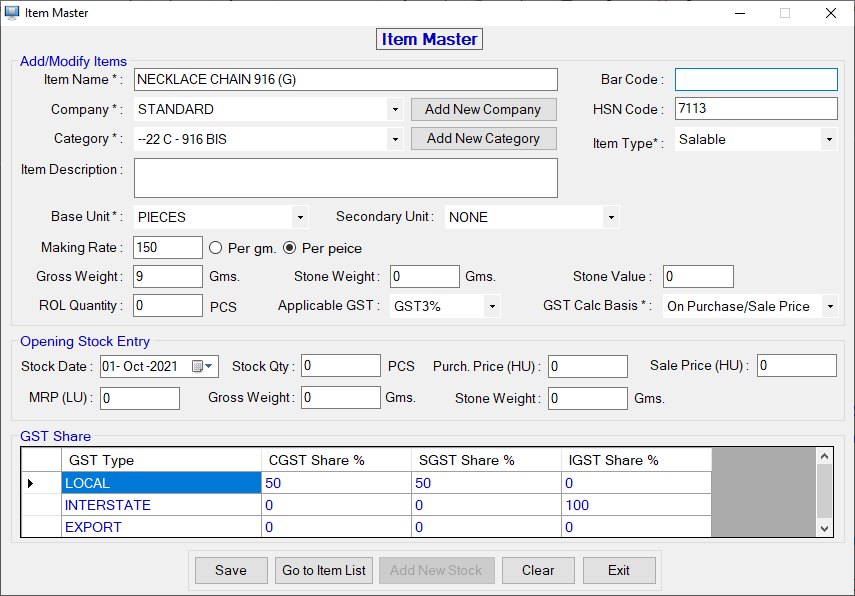 Item Master
Item Master
Add/Modify Items
Item Name * : NECKLACE CHAIN 916 (G) Bar Code :
Company * : STANDARD Add New Company HSN Code : 7113
Category * : --22 C - 916 BIS Add New Category Item Type* : Salable
Item Description :
Base Unit * : PIECES Secondary Unit : NONE
Making Rate : 150 Per gm. Per peice
Gross Weight : 9 Gms. Stone Weight : 0 Gms. Stone Value : 0
ROL Quantity : 0 PCS Applicable GST : GST3% GST Calc Basis * : On Purchase/Sale Price
Opening Stock Entry
Stock Date : 01- Oct -2021 Stock Qty : 0 PCS Purch. Price (HU) : 0 Sale Price (HU) : 0
MRP (LU) : 0 Gross Weight : 0 Gms. Stone Weight : 0 Gms.
GST Share
GST Type CGST Share % SGST Share % IGST Share %
LOCAL 50 50 0
INTERSTATE 0 0 100
EXPORT 0 0 0
Save Go to Item List Add New Stock Clear Exit